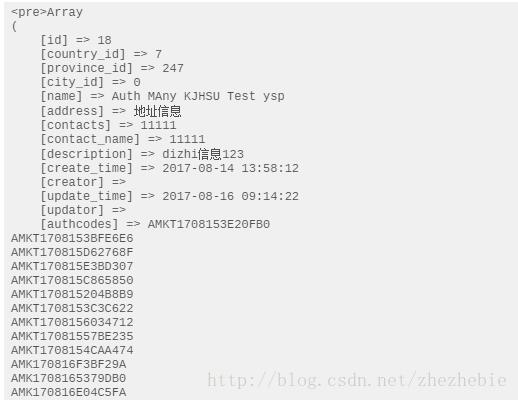 <pre>Array
(
[id] => 18
[country_id] => 7
[province_id] => 247
[city_id] => 0
[name] => Auth MAny KJHSU Test ysp
[address] => 地址信息
[contacts] => 11111
[contact_name] => 11111
[description] => dizhi信息123
[create_time] => 2017-08-14 13:58:12
[creator] =>
[update_time] => 2017-08-16 09:14:22
[updator] =>
[authcodes] => AMKT1708153E20FB0
AMKT1708153BFE6E6
AMKT170815D62768F
AMKT170815E3BD307
AMKT170815C865850
AMKT170815204B8B9
AMKT1708153C3C622
AMKT1708156034712
AMKT17081557BE235
AMKT1708154CAA474
AMK170816F3BF29A
AMK1708165379DB0
AMK170816E04C5FA
http://blog.csdn.net/zhezhebie